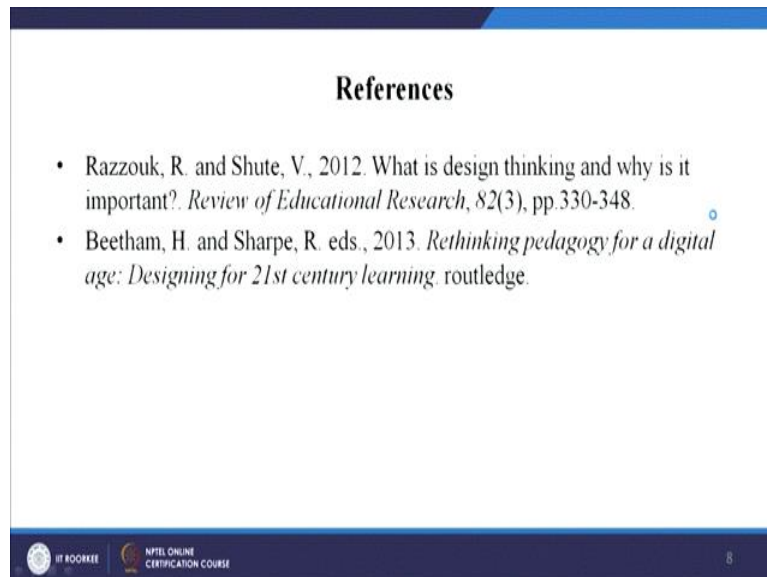 References
• Razzouk, R. and Shute, V., 2012. What is design thinking and why is it
important?. Review of Educational Research, 82(3), pp.330-348.
• Beetham, H. and Sharpe, R. eds., 2013. Rethinking pedagogy for a digital
age: Designing for 21st century learning. routledge.
IIT ROORKEE
NPTEL ONLINE
CERTIFICATION COURSE
8